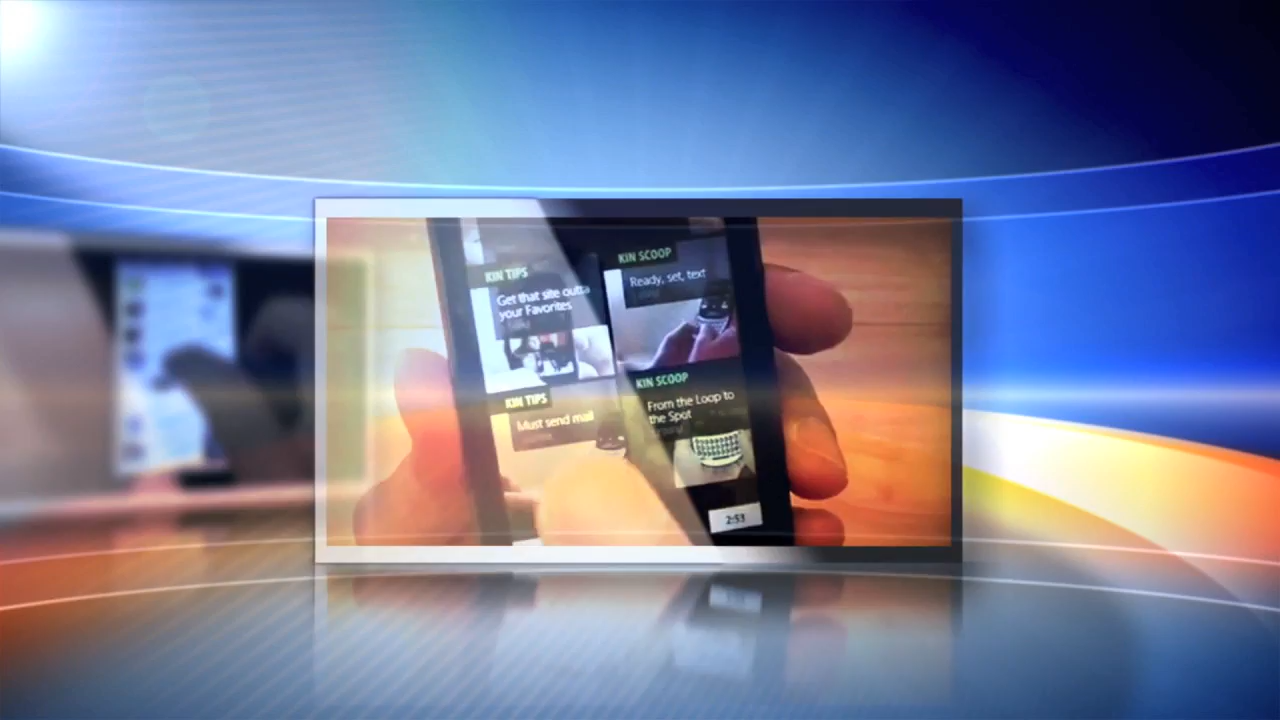 KIN TIPS
Get that site outta
your Favorites
KIN TIPS
Must send mail
KIN SCOOP
Ready, set, text
KIN SCOOP
From the Loop to
the Spot
2:53